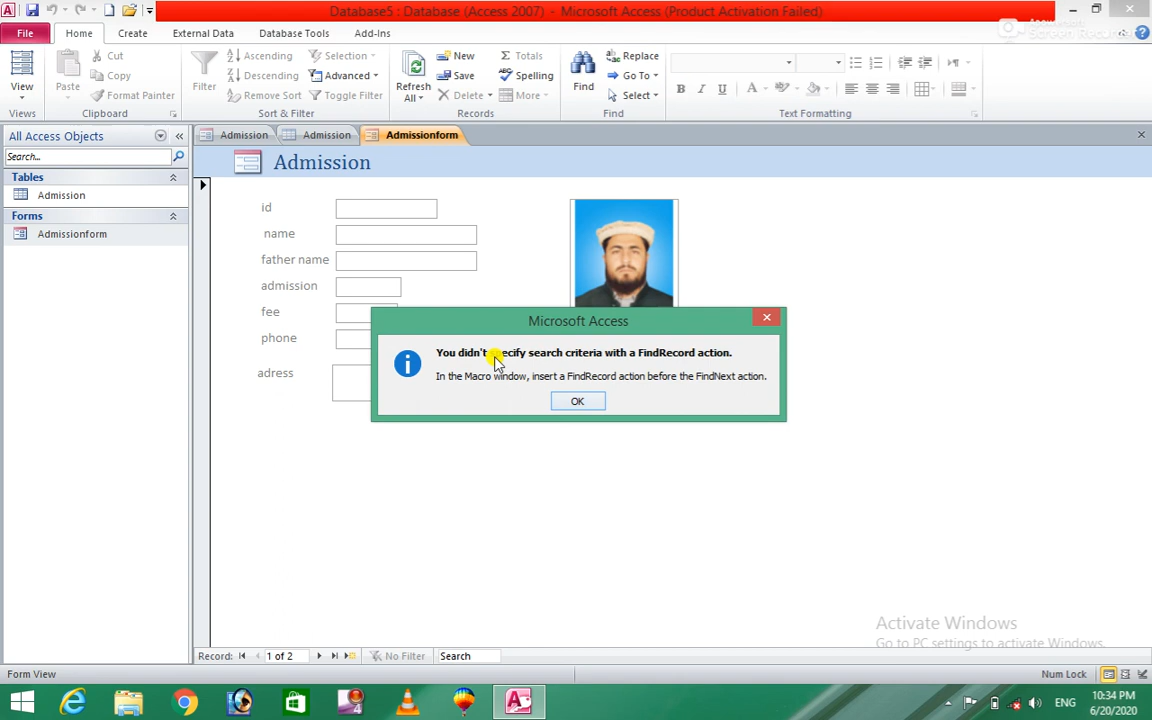 Database5 : Database (Access 2007) - Microsoft Access (Product Activation Failed)
File Home Create External Data Database Tools Add-Ins
View
Views
Paste
Cut
Copy
Format Painter
Clipboard
Filter
Ascending
Descending
Remove Sort
Selection
Advanced
Toggle Filter
Sort & Filter
Refresh
All
New
Save
Delete
Totals
Spelling
More
Records
Find
Replace
Go To
Select
Find
B I U A
Text Formatting
All Access Objects
Search...
Tables
Admission
Forms
Admissionform
Admission Admission Admissionform
Admission
id
name
father name
admission
fee
phone
adress
Microsoft Access
You didn't specify search criteria with a FindRecord action.
In the Macro window, insert a FindRecord action before the FindNext action.
OK
Activate Windows
Go to PC settings to activate Windows.
Record: 1 of 2 No Filter Search
Form View
Num Lock
ENG
10:34 PM
6/20/2020